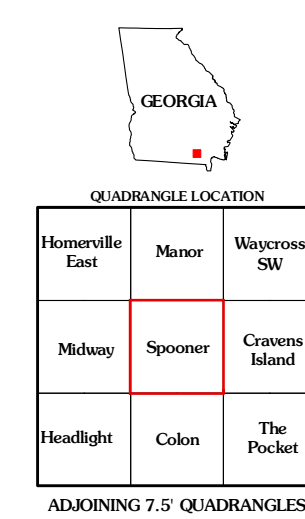 GEORGIA
QUADRANGLE LOCATION
Homerville
East
Manor
Waycross
SW
Midway
Spooner
Cravens
Island
Headlight
Colon
The
Pocket
ADJOINING 7.5' QUADRANGLES